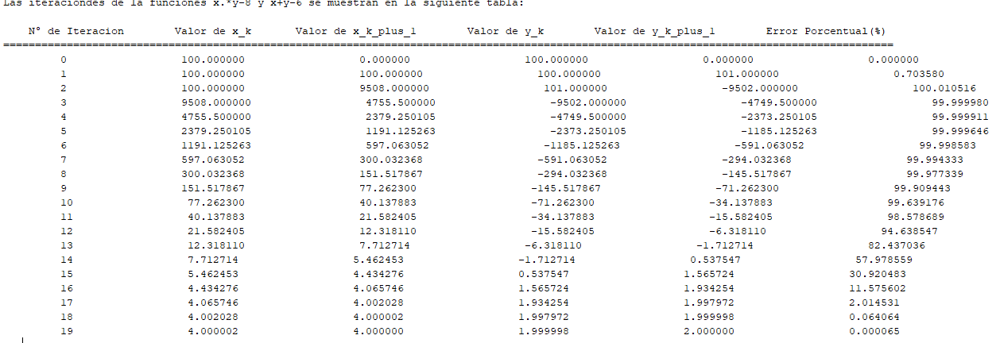 Las iteraciondes de la funciones x.*y-8 y x+y-6 se muestran en la siguiente tabla:
N° de Iteracion Valor de x_k Valor de x_k_plus_1 Valor de y_k Valor de y_k_plus_1 Error Porcentual(%)
0 100.000000 0.000000 100.000000 0.000000 0.000000
1 100.000000 100.000000 100.000000 101.000000 0.703580
2 100.000000 9508.000000 101.000000 -9502.000000 100.010516
3 9508.000000 4755.500000 -9502.000000 -4749.500000 99.999980
4 4755.500000 2379.250105 -4749.500000 -2373.250105 99.999911
5 2379.250105 1191.125263 -2373.250105 -1185.125263 99.999646
6 1191.125263 597.063052 -1185.125263 -591.063052 99.998583
7 597.063052 300.032368 -591.063052 -294.032368 99.994333
8 300.032368 151.517867 -294.032368 -145.517867 99.977339
9 151.517867 77.262300 -145.517867 -71.262300 99.909443
10 77.262300 40.137883 -71.262300 -34.137883 99.639176
11 40.137883 21.582405 -34.137883 -15.582405 98.578689
12 21.582405 12.318110 -15.582405 -6.318110 94.638547
13 12.318110 7.712714 -6.318110 -1.712714 82.437036
14 7.712714 5.462453 -1.712714 0.537547 57.978559
15 5.462453 4.434276 0.537547 1.565724 30.920483
16 4.434276 4.065746 1.565724 1.934254 11.575602
17 4.065746 4.002028 1.934254 1.997972 2.014531
18 4.002028 4.000002 1.997972 1.999998 0.064064
19 4.000002 4.000000 1.999998 2.000000 0.000065